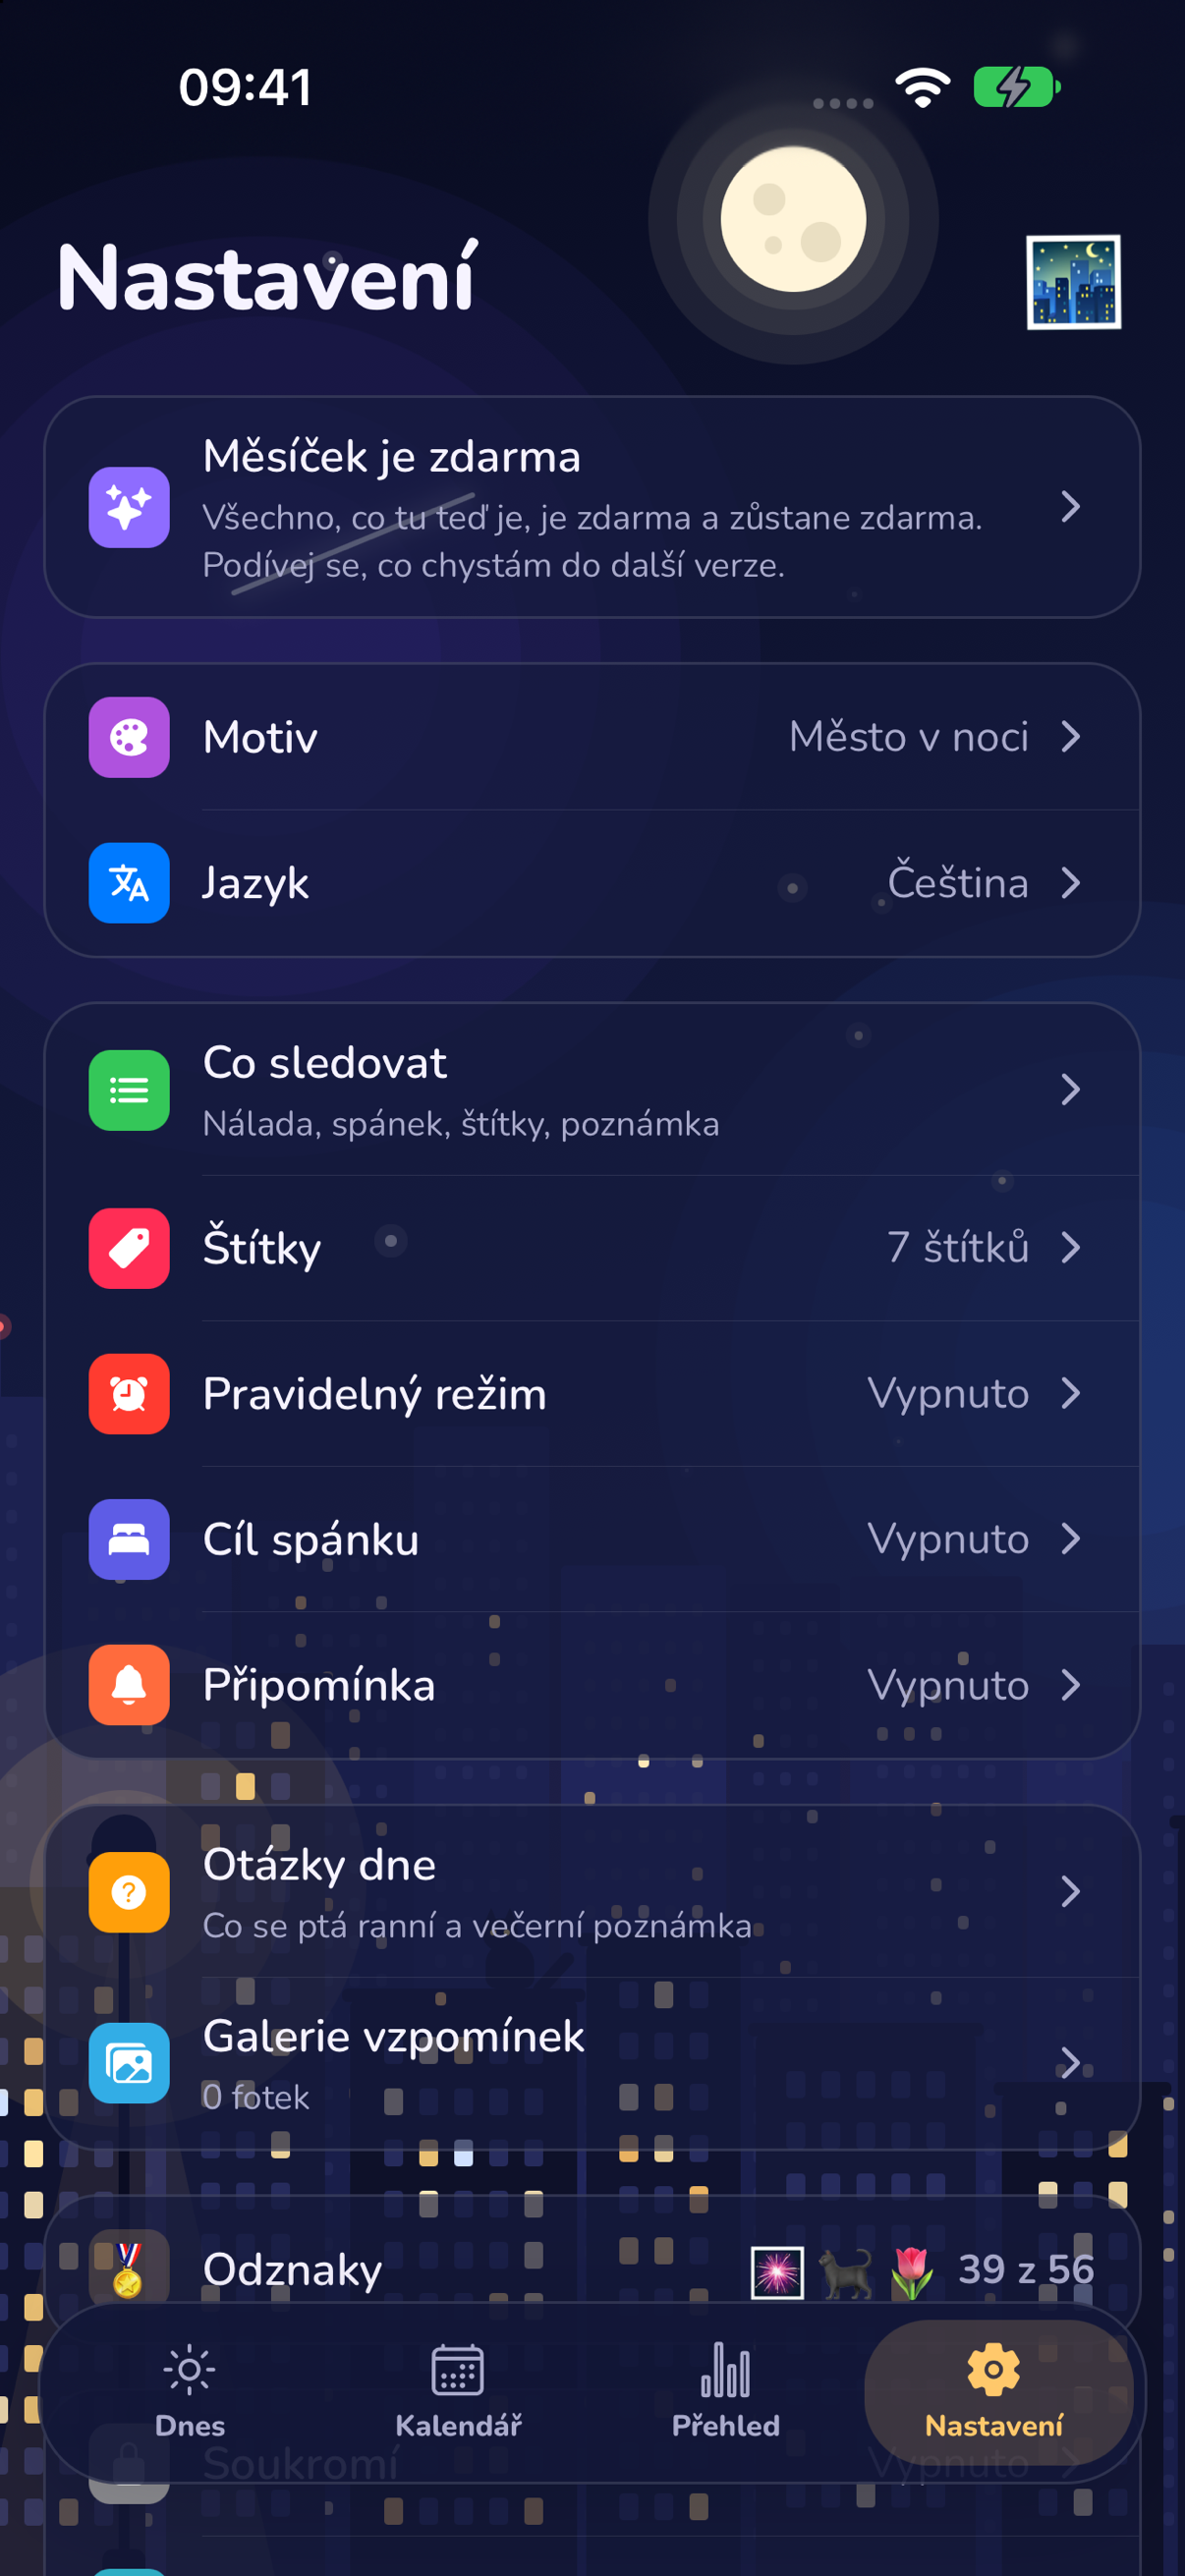 09:41
Nastavení
Měsíček je zdarma
Všechno, co tu teď je, je zdarma a zůstane zdarma.
Podívej se, co chystám do další verze.
Motiv
Město v noci
Jazyk
Čeština
Co sledovat
Nálada, spánek, štítky, poznámka
Štítky
7 štítků
Pravidelný režim
Vypnuto
Cíl spánku
Vypnuto
Připomínka
Vypnuto
Otázky dne
Co se ptá ranní a večerní poznámka
Galerie vzpomínek
0 fotek
Odznaky
39 z 56
Soukromí
Vypnuto
Dnes
Kalendář
Přehled
Nastavení